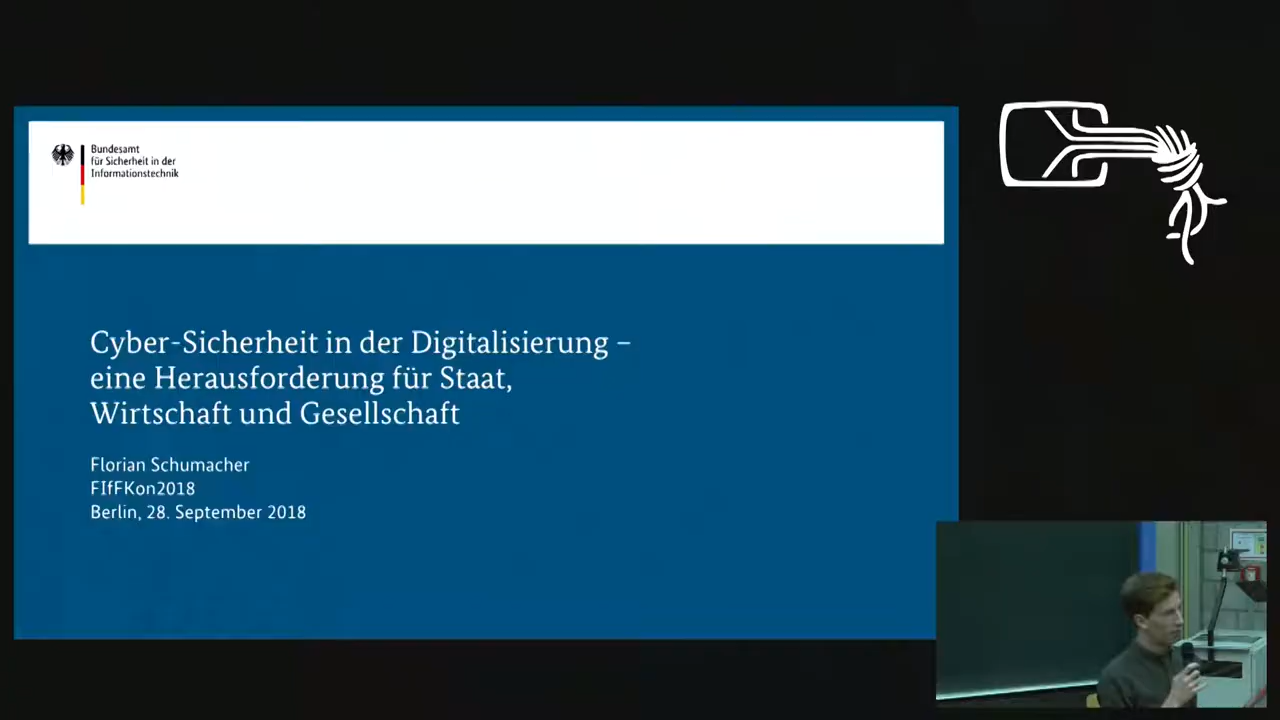 Bundesamt
für Sicherheit in der
Informationstechnik
Cyber-Sicherheit in der Digitalisierung –
eine Herausforderung für Staat,
Wirtschaft und Gesellschaft
Florian Schumacher
FIfFKon2018
Berlin, 28. September 2018